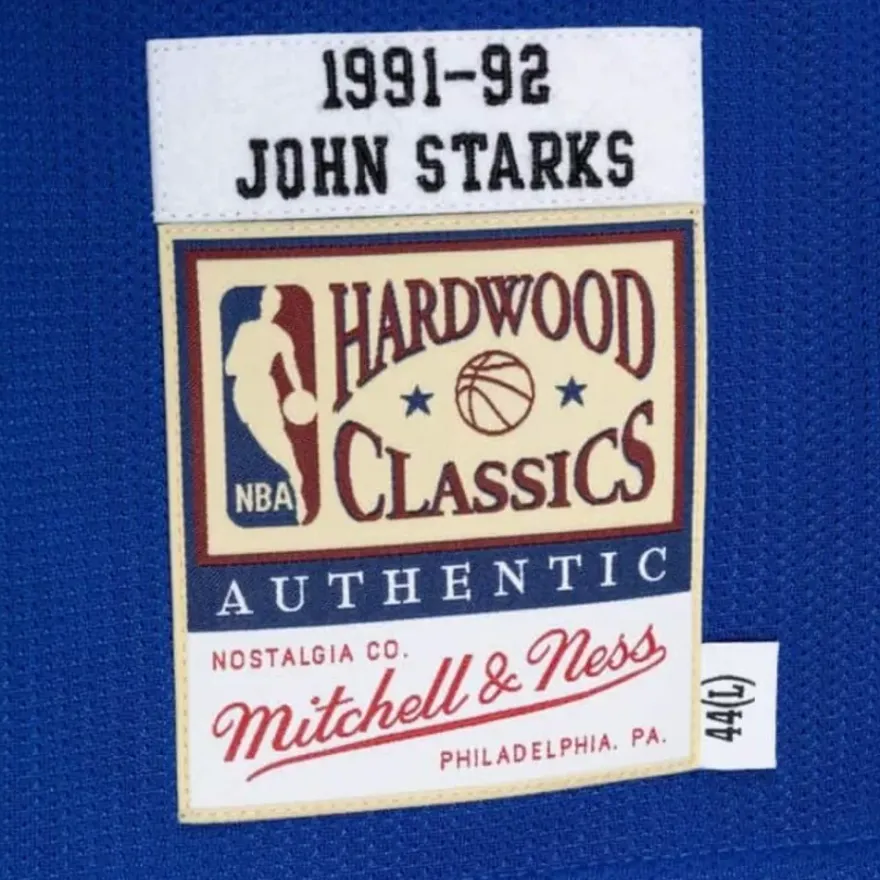 1991-92
JOHN STARKS
HARDWOOD
CLASSICS
NBA
AUTHENTIC
NOSTALGIA CO.
Mitchell & Ness
PHILADELPHIA. PA.
44(L)